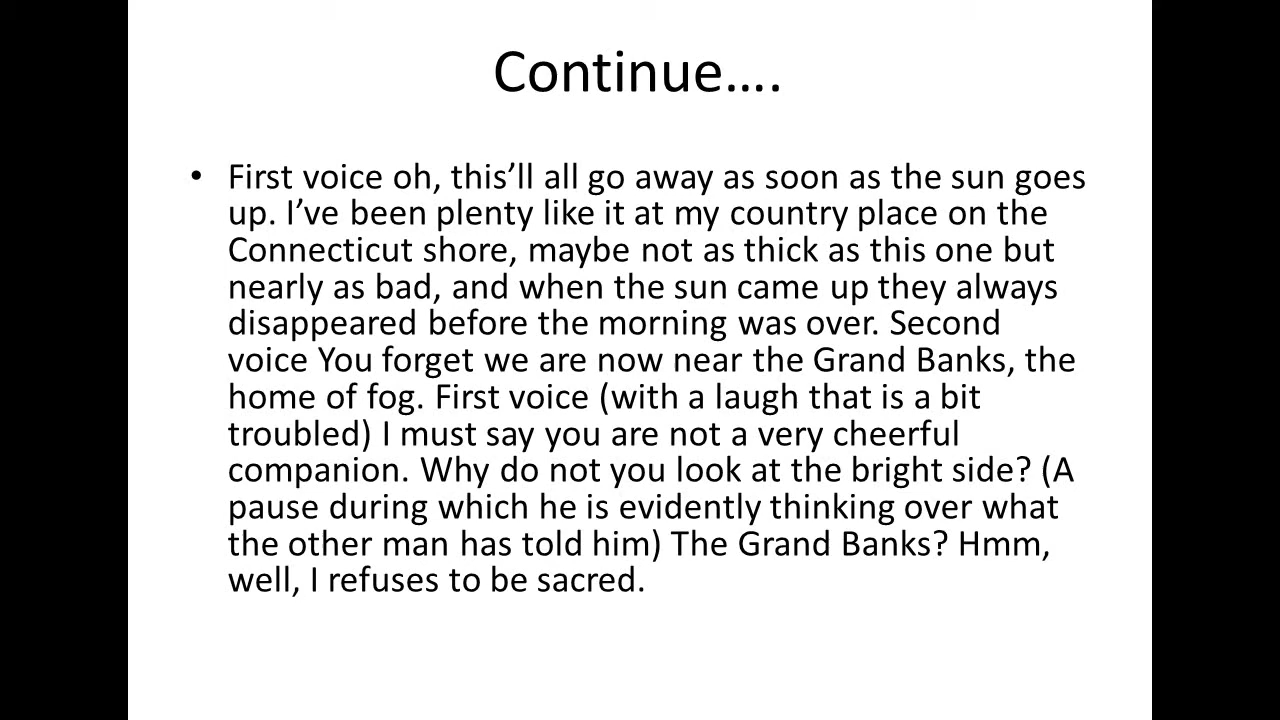 Continue….
• First voice oh, this’ll all go away as soon as the sun goes
up. I’ve been plenty like it at my country place on the
Connecticut shore, maybe not as thick as this one but
nearly as bad, and when the sun came up they always
disappeared before the morning was over. Second
voice You forget we are now near the Grand Banks, the
home of fog. First voice (with a laugh that is a bit
troubled) I must say you are not a very cheerful
companion. Why do not you look at the bright side? (A
pause during which he is evidently thinking over what
the other man has told him) The Grand Banks? Hmm,
well, I refuses to be sacred.